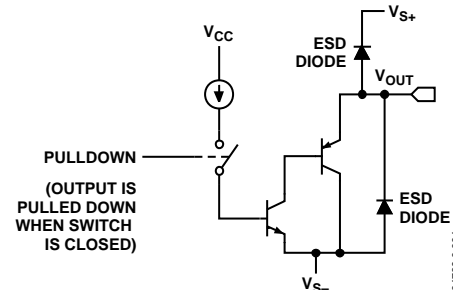 V_S+
V_CC
ESD
DIODE
V_OUT
PULLDOWN
(OUTPUT IS
PULLED DOWN
WHEN SWITCH
IS CLOSED)
ESD
DIODE
V_S–